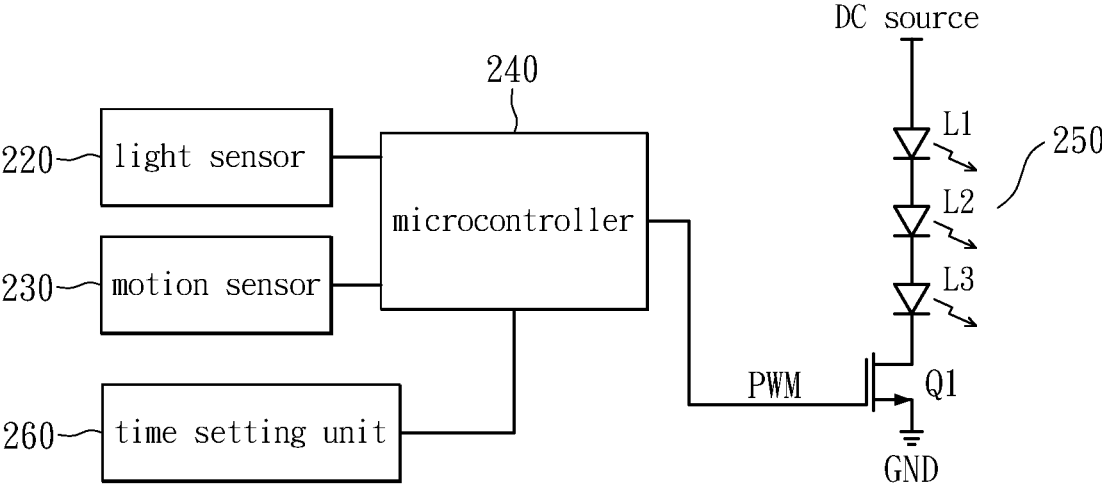 DC source
240
L1
220
light sensor
250
L2
microcontroller
230
motion sensor
L3
PWM
Q1
260
time setting unit
GND